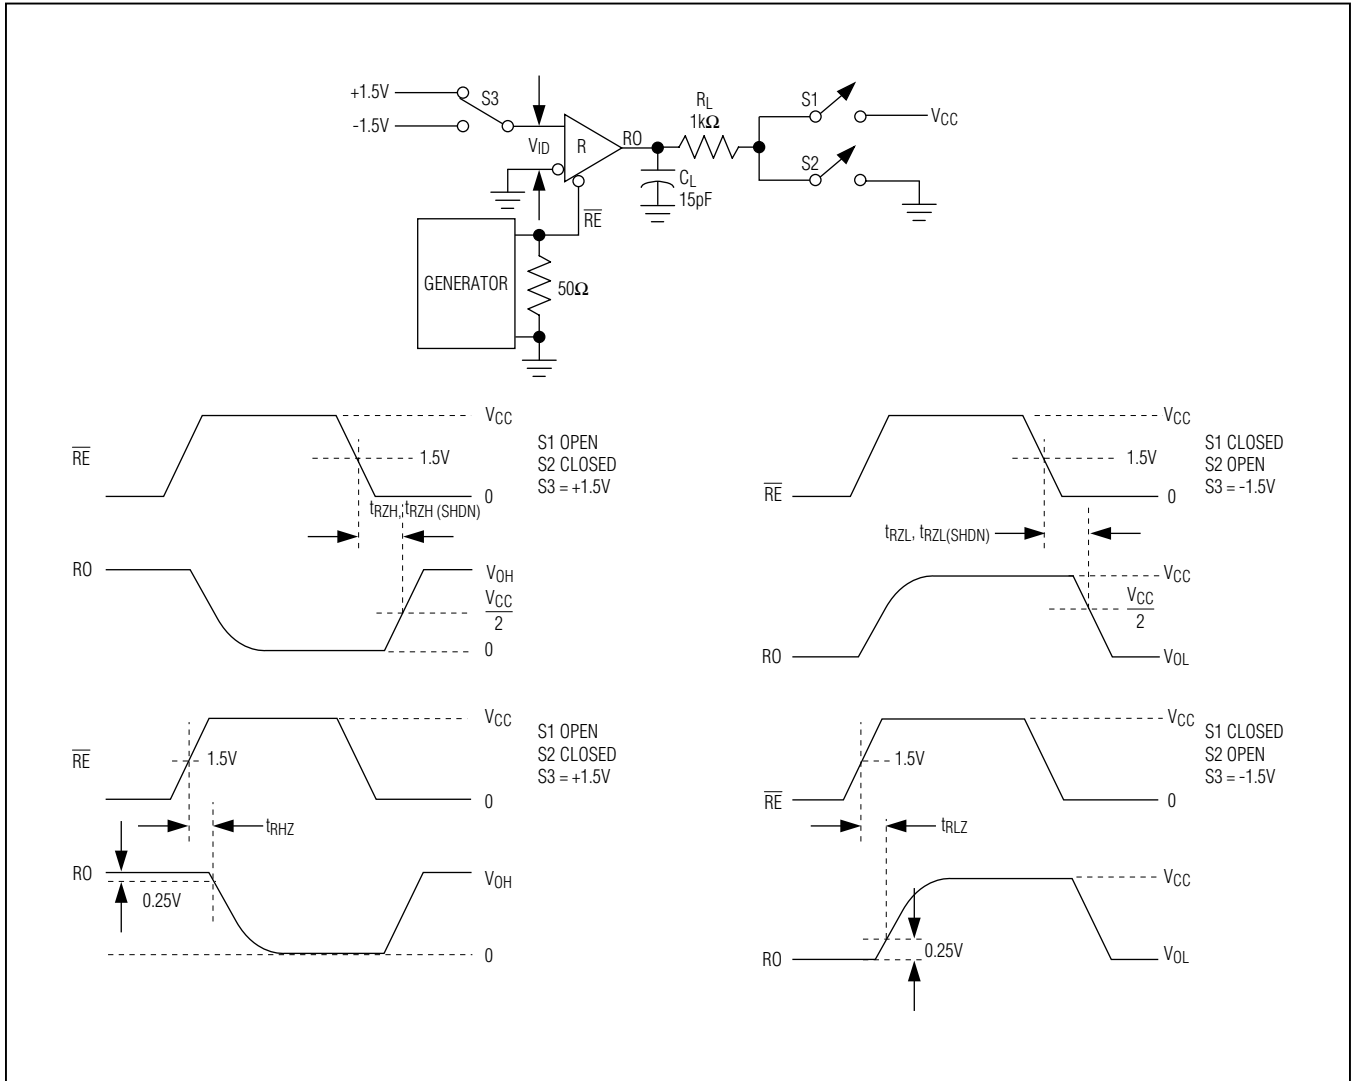 +1.5V
S3
-1.5V
VID
R
RO
RL
1kΩ
S1
VCC
S2
CL
15pF
RE
GENERATOR
50Ω
RE
VCC
1.5V
0
S1 OPEN
S2 CLOSED
S3 = +1.5V
tRZH, tRZH (SHDN)
RO
VOH
VCC
2
0
RE
VCC
1.5V
0
S1 CLOSED
S2 OPEN
S3 = -1.5V
tRZL, tRZL(SHDN)
RO
VCC
VCC
2
VOL
RE
VCC
1.5V
0
S1 OPEN
S2 CLOSED
S3 = +1.5V
tRHZ
RO
0.25V
VOH
0
RE
VCC
1.5V
0
S1 CLOSED
S2 OPEN
S3 = -1.5V
tRLZ
RO
VCC
0.25V
VOL